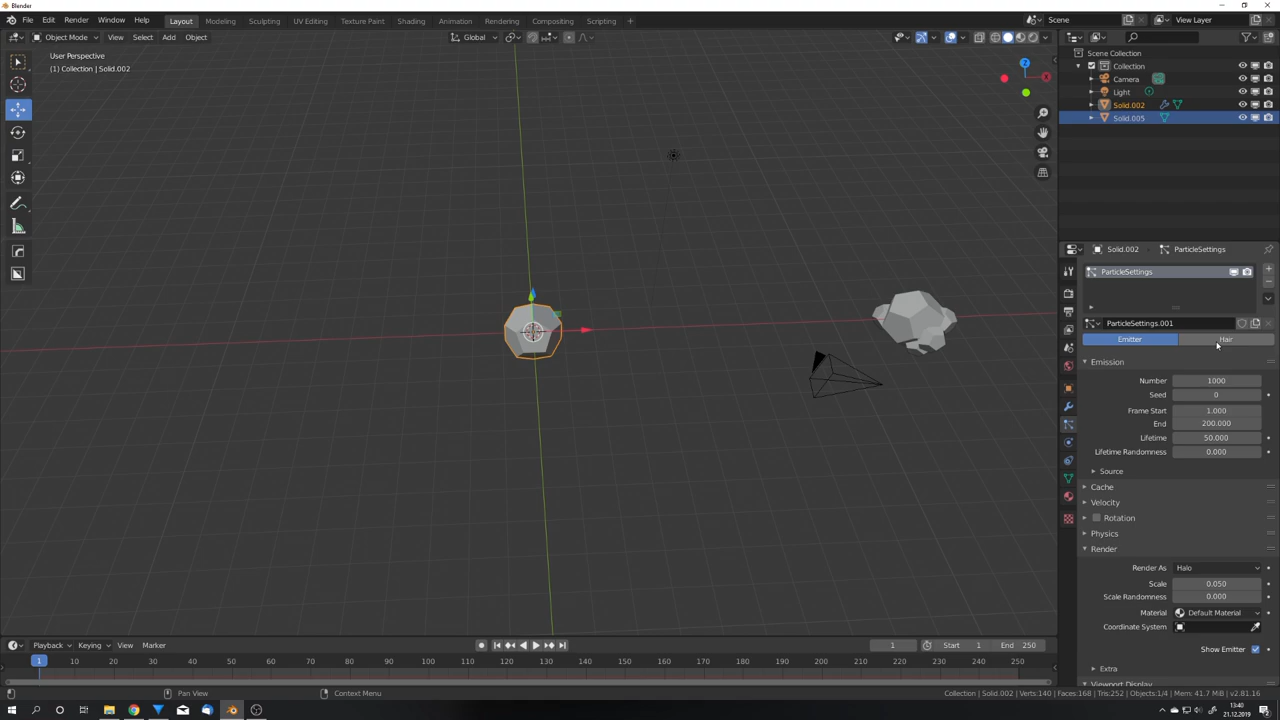 Blender
File Edit Render Window Help
Layout Modeling Sculpting UV Editing Texture Paint Shading Animation Rendering Compositing Scripting +
Scene View Layer
Object Mode View Select Add Object
Global
User Perspective
(1) Collection | Solid.002
Z
X
Scene Collection
Collection
Camera
Light
Solid.002
Solid.005
Solid.002 ParticleSettings
ParticleSettings
ParticleSettings.001
Emitter Hair
Emission
Number 1000
Seed 0
Frame Start 1.000
End 200.000
Lifetime 50.000
Lifetime Randomness 0.000
Source
Cache
Velocity
Rotation
Physics
Render
Render As Halo
Scale 0.050
Scale Randomness 0.000
Material Default Material
Coordinate System
Show Emitter
Extra
Viewport Display
Playback Keying View Marker
1 Start 1 End 250
1 10 20 30 40 50 60 70 80 90 100 110 120 130 140 150 160 170 180 190 200 210 220 230 240 250
Pan View Context Menu
Collection | Solid.002 | Verts:140 | Faces:168 | Tris:252 | Objects:1/4 | Mem: 41.7 MiB | v2.81.16
13:40
21.12.2019